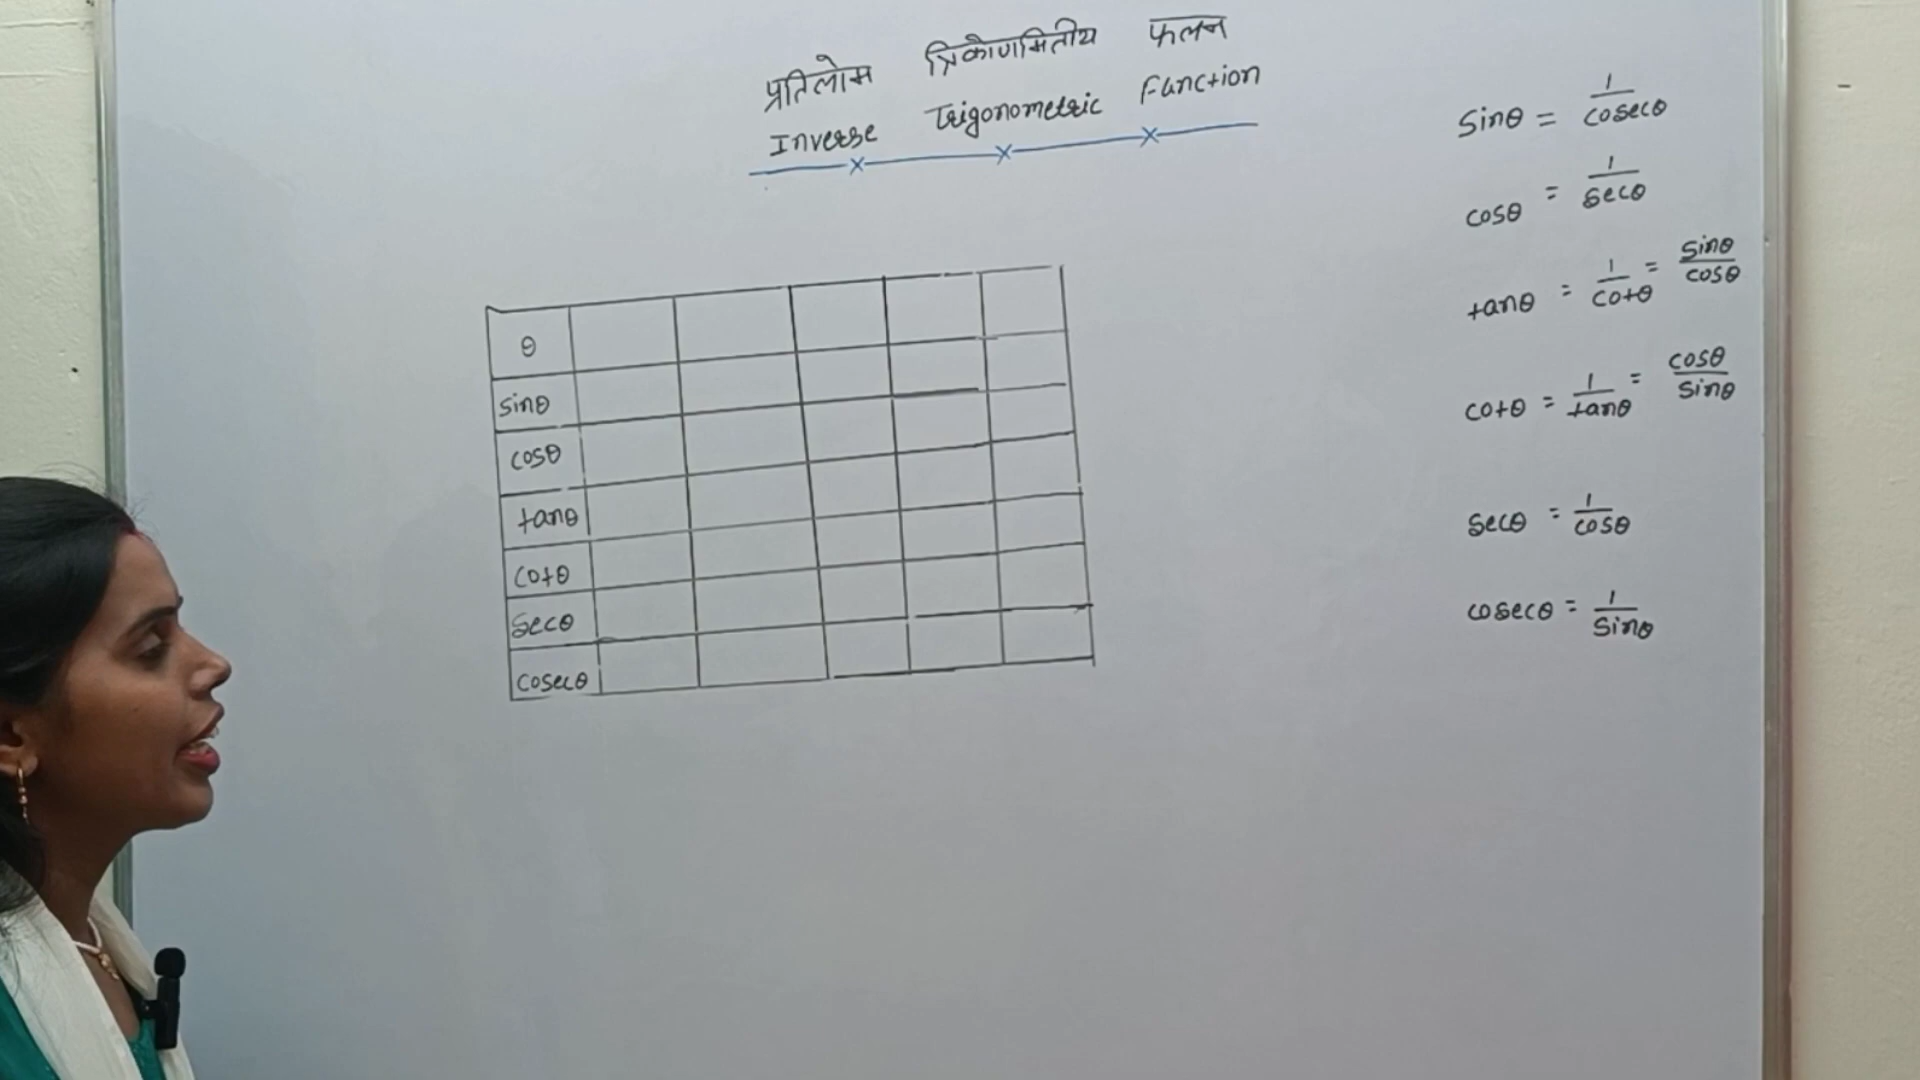 प्रतिलोम त्रिकोणमितीय फलन
Inverse Trigonometric Function
θ
sinθ
cosθ
tanθ
cotθ
secθ
cosecθ
sinθ = 1/cosecθ
cosθ = 1/secθ
tanθ = 1/cotθ = sinθ/cosθ
cotθ = 1/tanθ = cosθ/sinθ
secθ = 1/cosθ
cosecθ = 1/sinθ